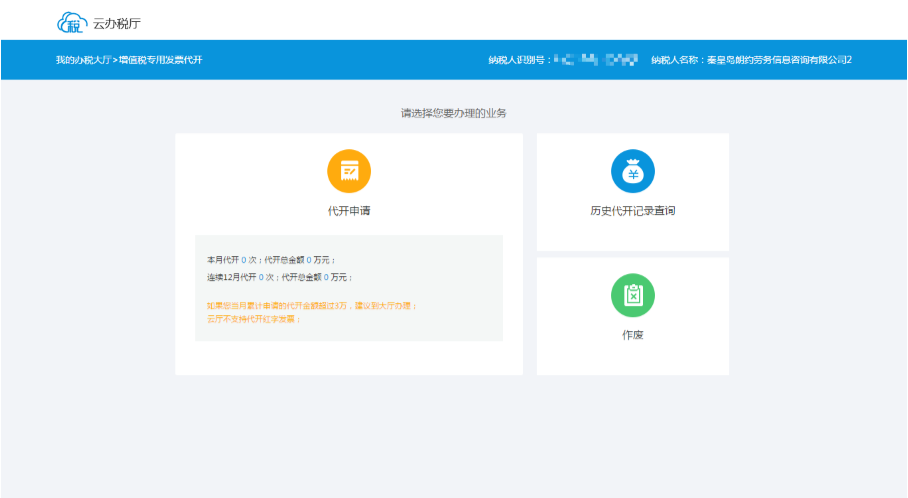 税 云办税厅
我的办税大厅>增值税专用发票代开
纳税人识别号：
纳税人名称：秦皇岛朗约劳务信息咨询有限公司2
请选择您要办理的业务
代开申请
本月代开 0 次；代开总金额 0 万元；
连续12月代开 0 次；代开总金额 0 万元；
如果您当月累计申请的代开金额超过3万，建议到大厅办理；
云厅不支持代开红字发票；
¥
历史代开记录查询
作废